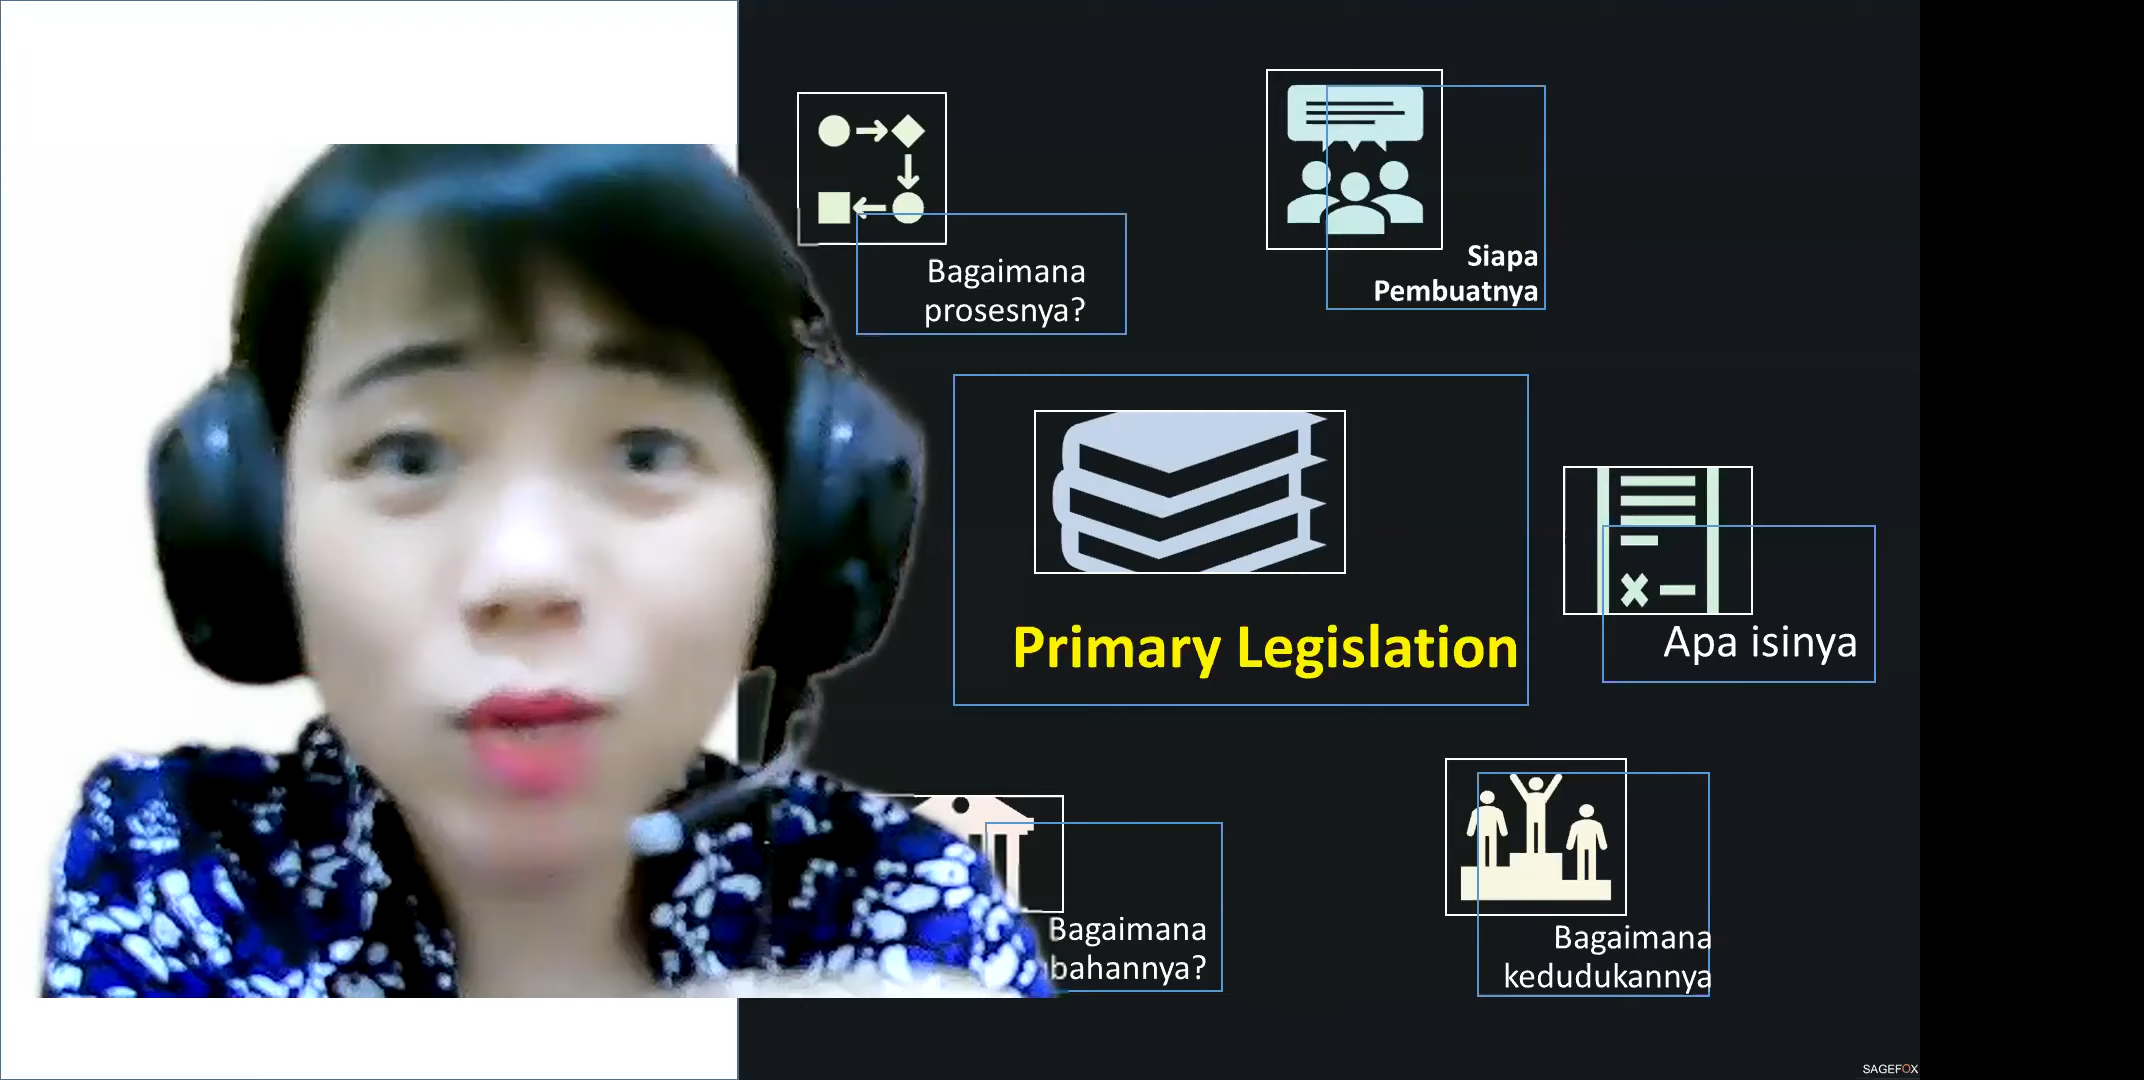 Bagaimana
prosesnya?
Siapa
Pembuatnya
Primary Legislation
Apa isinya
Bagaimana
bahannya?
Bagaimana
kedudukannya
SAGEFOX